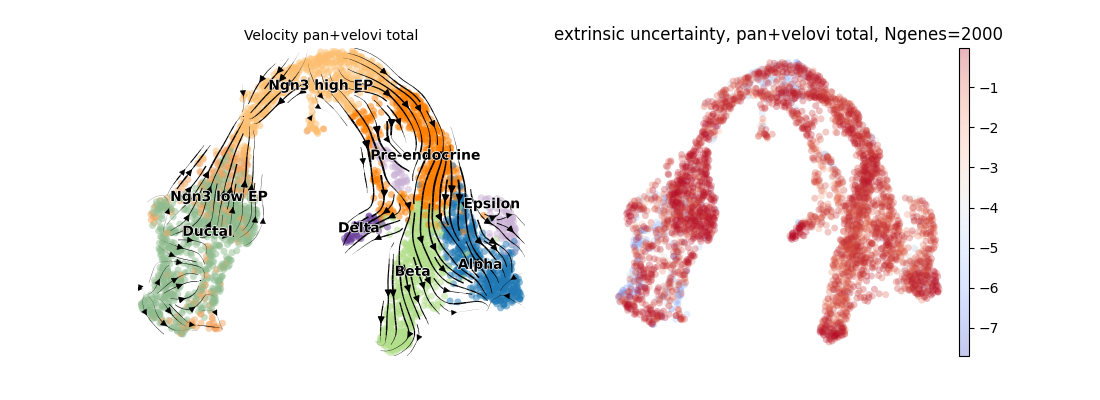 Velocity pan+velovi total
extrinsic uncertainty, pan+velovi total, Ngenes=2000
Ngn3 high EP
Pre-endocrine
Ngn3 low EP
Epsilon
Delta
Ductal
Alpha
Beta
−1
−2
−3
−4
−5
−6
−7